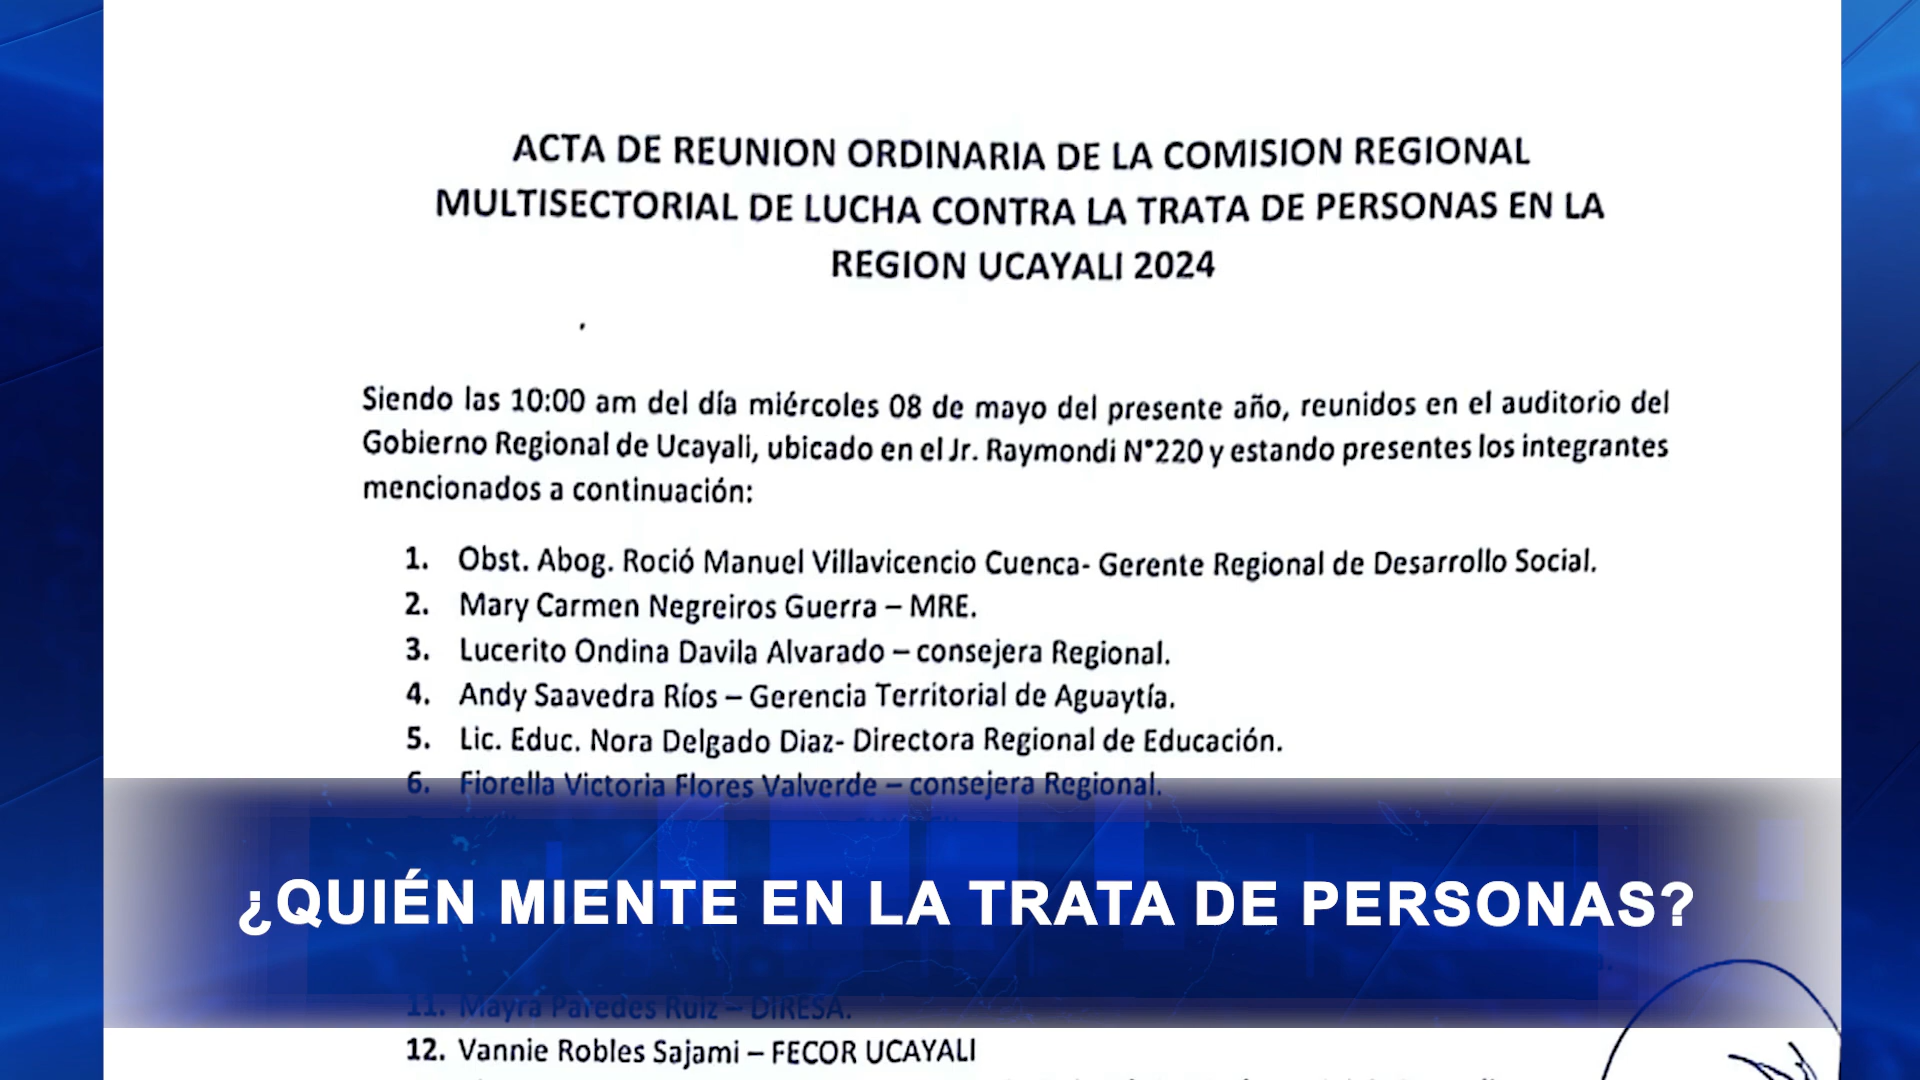 ACTA DE REUNION ORDINARIA DE LA COMISION REGIONAL
MULTISECTORIAL DE LUCHA CONTRA LA TRATA DE PERSONAS EN LA
REGION UCAYALI 2024
Siendo las 10:00 am del día miércoles 08 de mayo del presente año, reunidos en el auditorio del
Gobierno Regional de Ucayali, ubicado en el Jr. Raymondi N°220 y estando presentes los integrantes
mencionados a continuación:
1. Obst. Abog. Roció Manuel Villavicencio Cuenca- Gerente Regional de Desarrollo Social.
2. Mary Carmen Negreiros Guerra – MRE.
3. Lucerito Ondina Davila Alvarado – consejera Regional.
4. Andy Saavedra Ríos – Gerencia Territorial de Aguaytía.
5. Lic. Educ. Nora Delgado Diaz- Directora Regional de Educación.
6. Fiorella Victoria Flores Valverde – consejera Regional.
¿QUIÉN MIENTE EN LA TRATA DE PERSONAS?
11. Mayra Paredes Ruiz – DIRESA.
12. Vannie Robles Sajami – FECOR UCAYALI